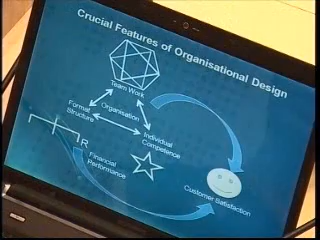 Crucial Features of Organisational Design
Team Work
Organisation
Formal
Structure
Individual
Competence
R
Financial
Performance
Customer Satisfaction